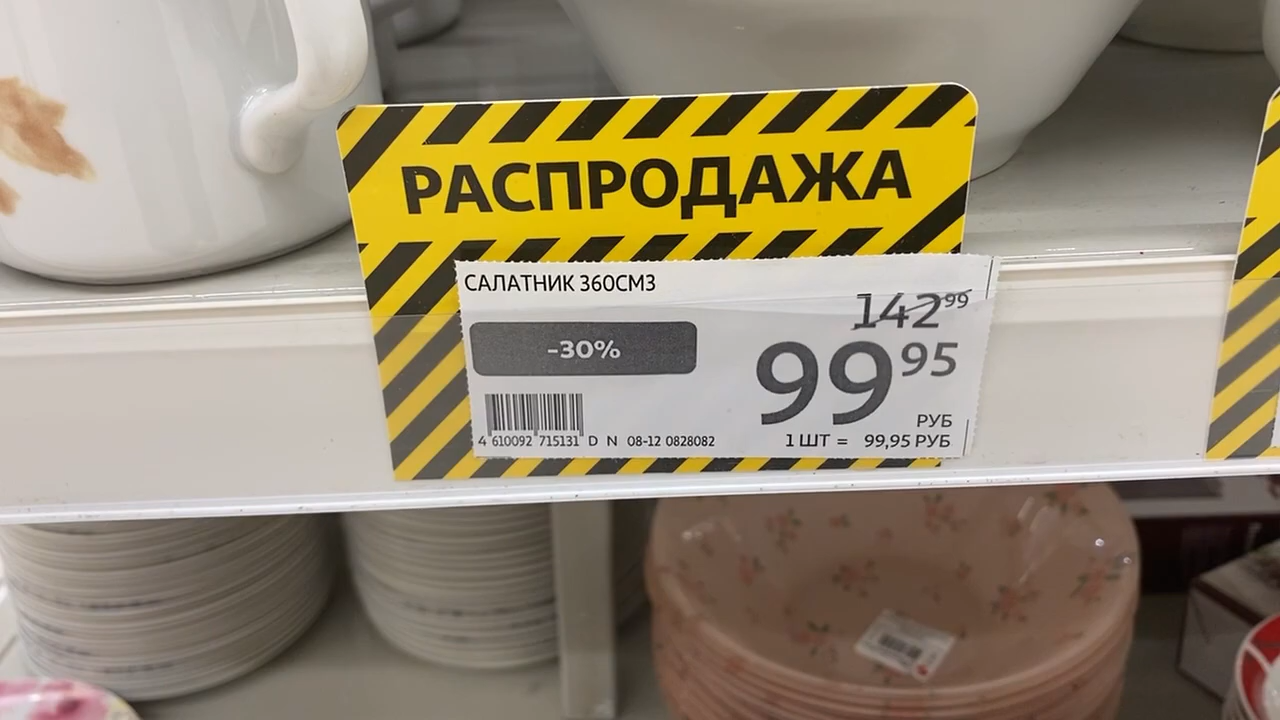 РАСПРОДАЖА
САЛАТНИК 360СМ3
142 99
-30%
99 95
РУБ
1 ШТ = 99,95 РУБ
4 610092 715131 D N 08-12 0828082